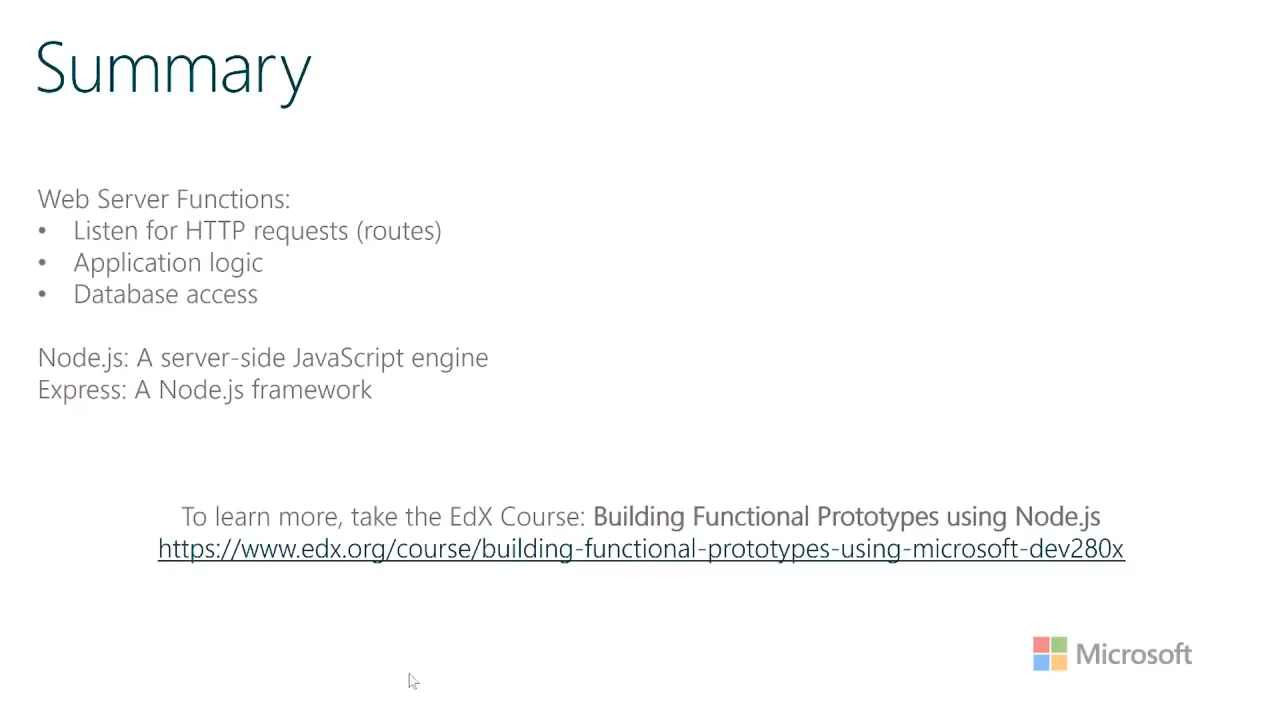 Summary
Web Server Functions:
• Listen for HTTP requests (routes)
• Application logic
• Database access
Node.js: A server-side JavaScript engine
Express: A Node.js framework
To learn more, take the EdX Course: Building Functional Prototypes using Node.js
https://www.edx.org/course/building-functional-prototypes-using-microsoft-dev280x
Microsoft